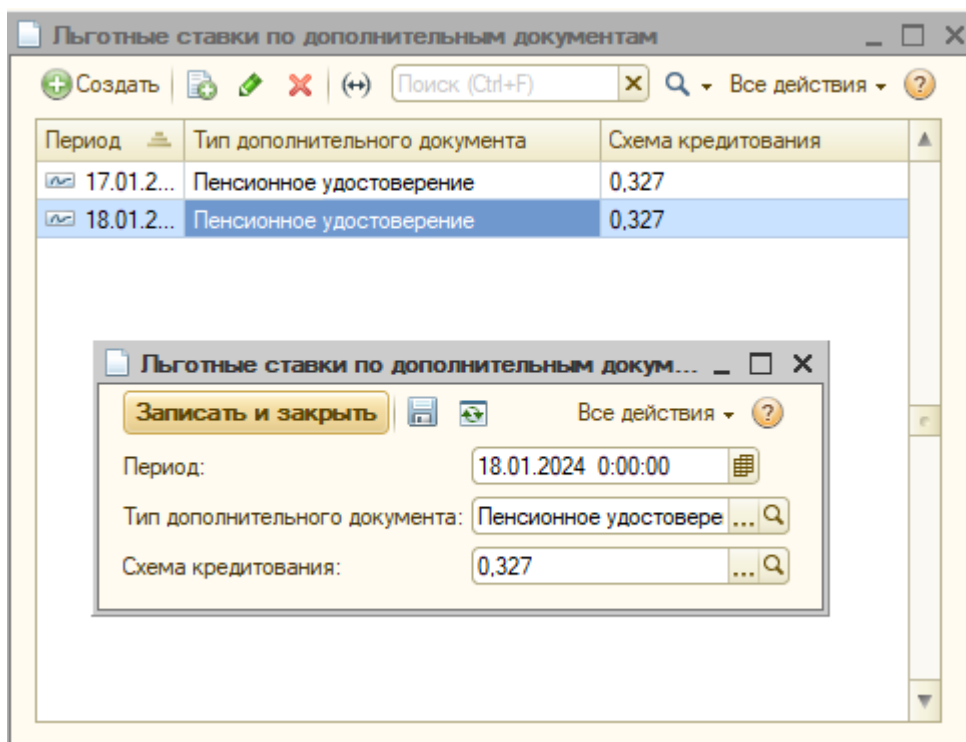 Льготные ставки по дополнительным документам
Создать Поиск (Ctrl+F) Все действия
Период Тип дополнительного документа Схема кредитования
17.01.2... Пенсионное удостоверение 0,327
18.01.2... Пенсионное удостоверение 0,327
Льготные ставки по дополнительным докум...
Записать и закрыть Все действия
Период: 18.01.2024 0:00:00
Тип дополнительного документа: Пенсионное удостовере ...
Схема кредитования: 0,327 ...